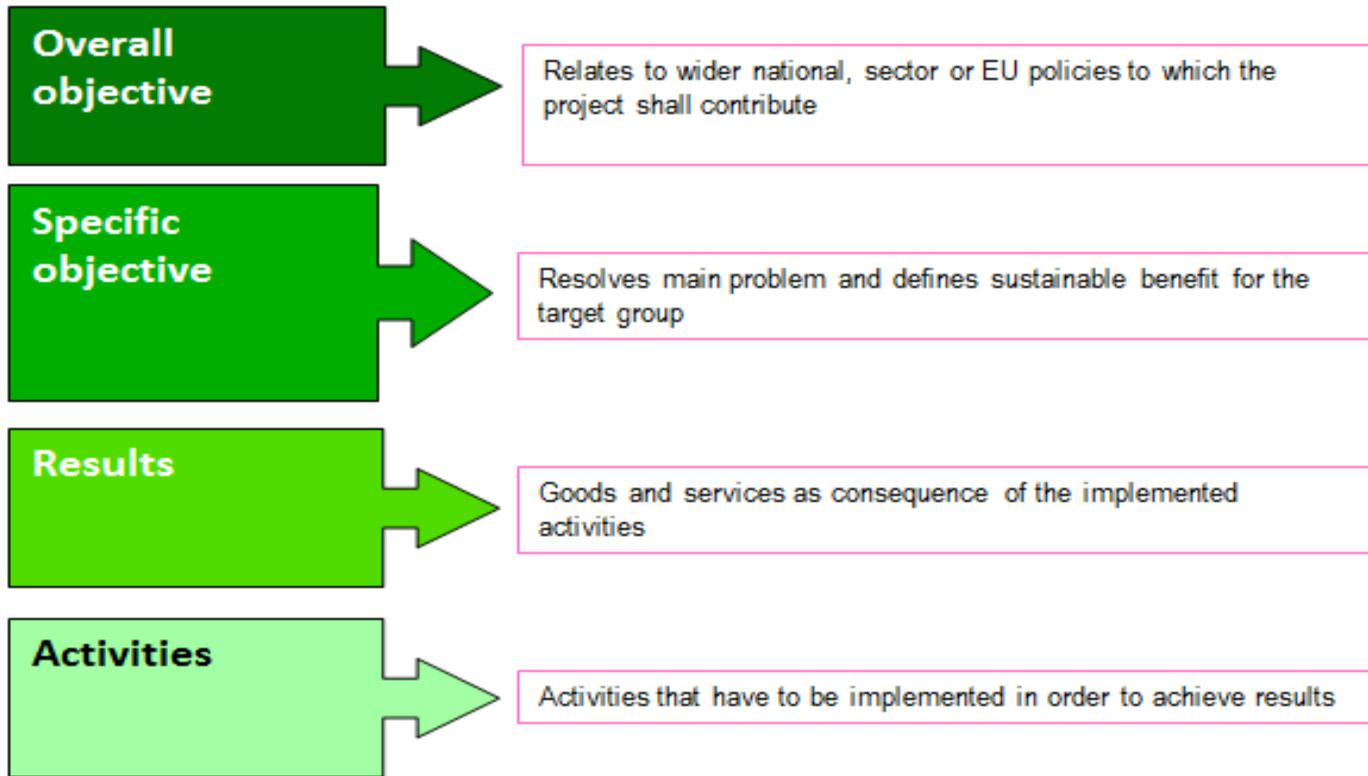 Overall
objective
Relates to wider national, sector or EU policies to which the
project shall contribute
Specific
objective
Resolves main problem and defines sustainable benefit for the
target group
Results
Goods and services as consequence of the implemented
activities
Activities
Activities that have to be implemented in order to achieve results